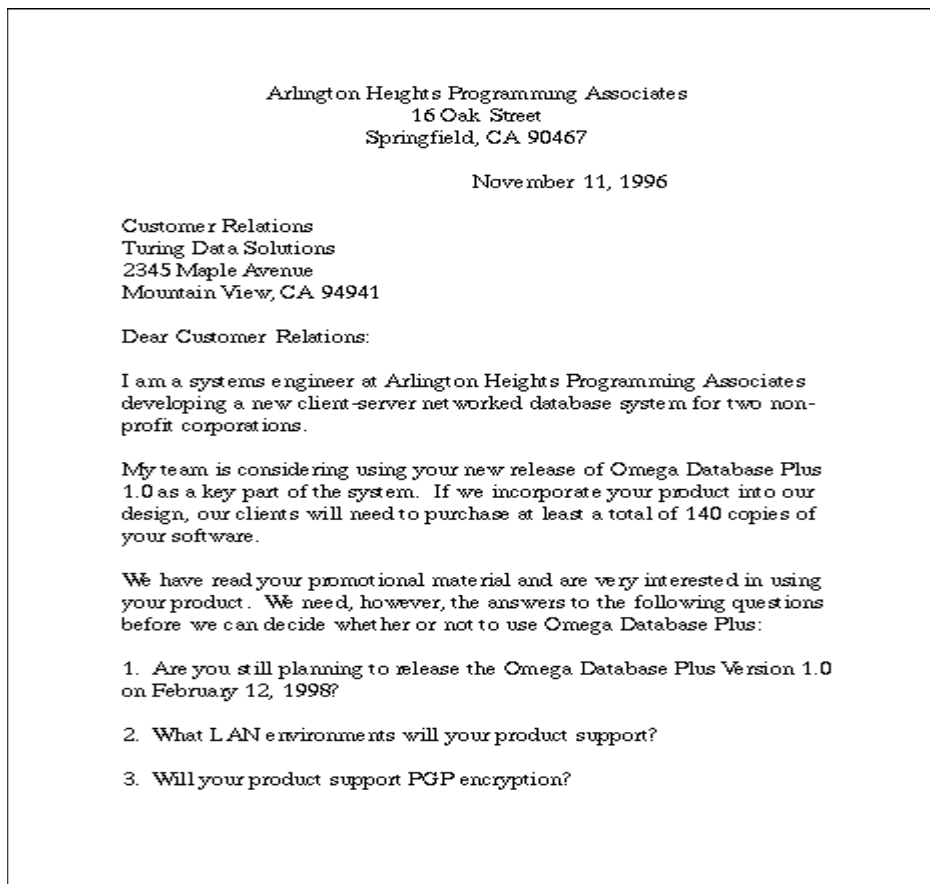 Arlington Heights Programming Associates
16 Oak Street
Springfield, CA 90467
November 11, 1996
Customer Relations
Turing Data Solutions
2345 Maple Avenue
Mountain View, CA 94941
Dear Customer Relations:
I am a systems engineer at Arlington Heights Programming Associates
developing a new client-server networked database system for two non-
profit corporations.
My team is considering using your new release of Omega Database Plus
1.0 as a key part of the system.  If we incorporate your product into our
design, our clients will need to purchase at least a total of 140 copies of
your software.
We have read your promotional material and are very interested in using
your product.  We need, however, the answers to the following questions
before we can decide whether or not to use Omega Database Plus:
1.  Are you still planning to release the Omega Database Plus Version 1.0
on February 12, 1998?
2.  What LAN environments will your product support?
3.  Will your product support PGP encryption?